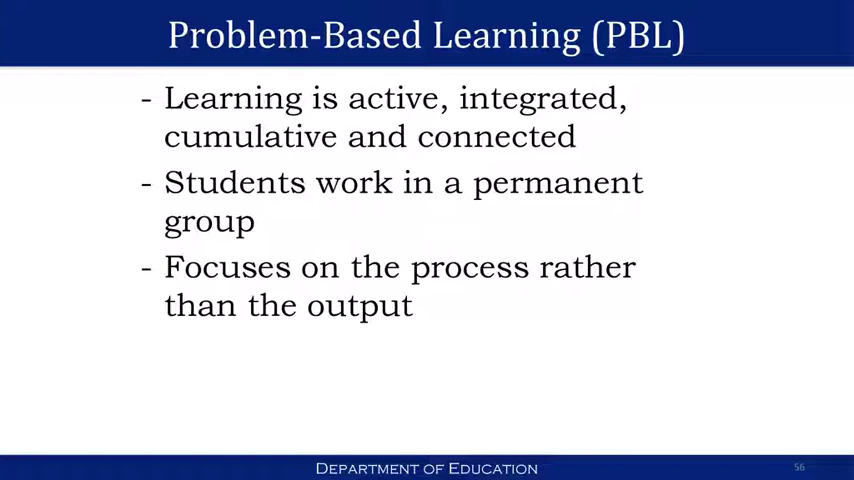 Problem-Based Learning (PBL)
- Learning is active, integrated,
cumulative and connected
- Students work in a permanent
group
- Focuses on the process rather
than the output
DEPARTMENT OF EDUCATION
56